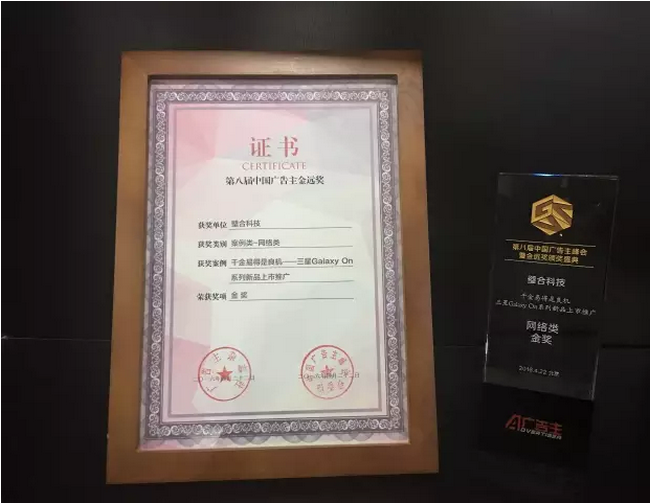 证书
CERTIFICATE
第八届中国广告主金远奖
获奖单位 璧合科技
获奖类别 案例类-网络类
获奖案例 千金易得是良机——三星Galaxy On
系列新品上市推广
荣获奖项 金奖
第八届中国广告主峰会
暨金远奖颁奖盛典
璧合科技
千金易得是良机
三星Galaxy On系列新品上市推广
网络类
金奖
广告主
ADVERTISER